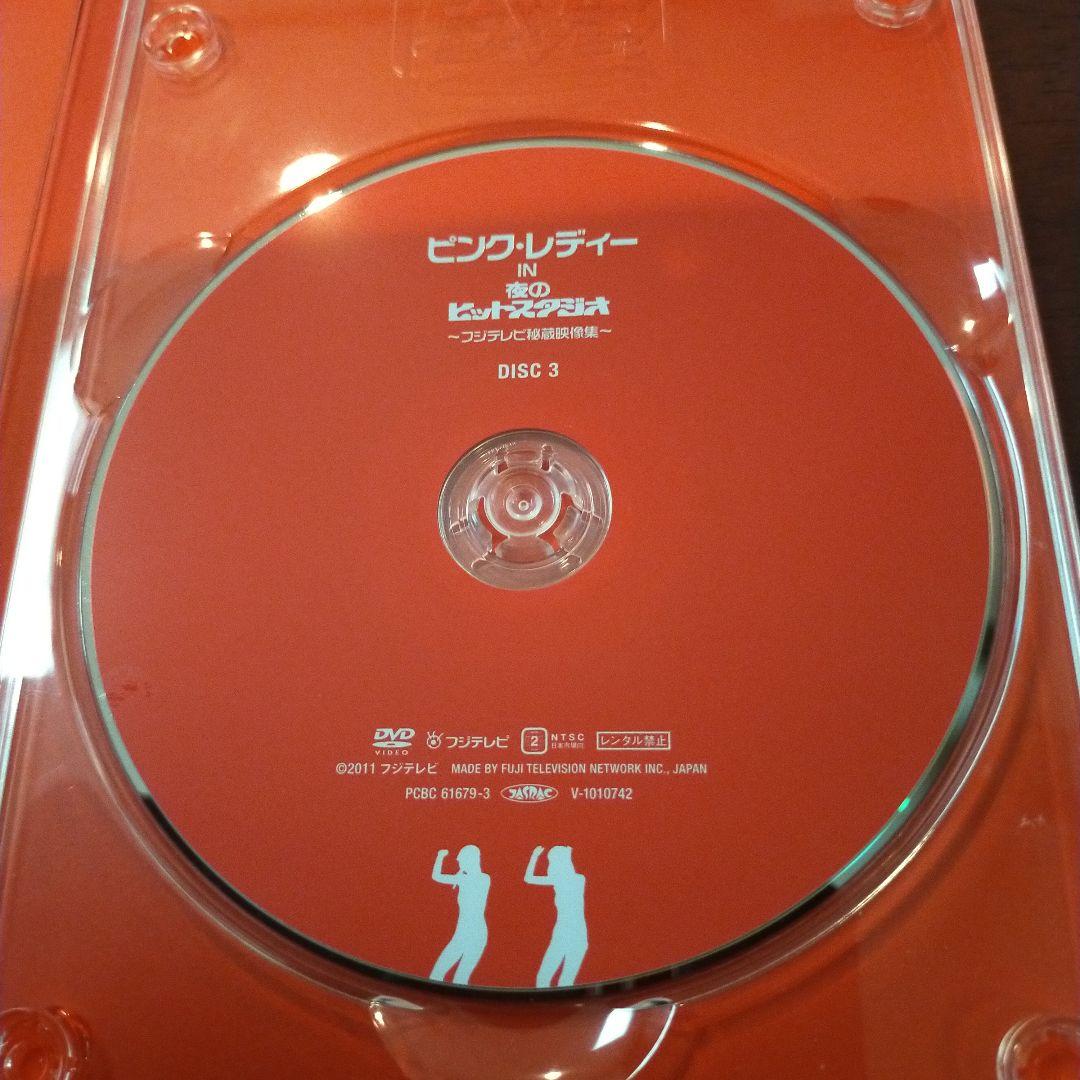 ピンク・レディー
IN
夜の
ヒットスタジオ
～フジテレビ秘蔵映像集～
DISC 3
DVD VIDEO フジテレビ 2 NTSC 日本市場向 レンタル禁止
©2011 フジテレビ MADE BY FUJI TELEVISION NETWORK INC., JAPAN
PCBC 61679-3 JASRAC V-1010742